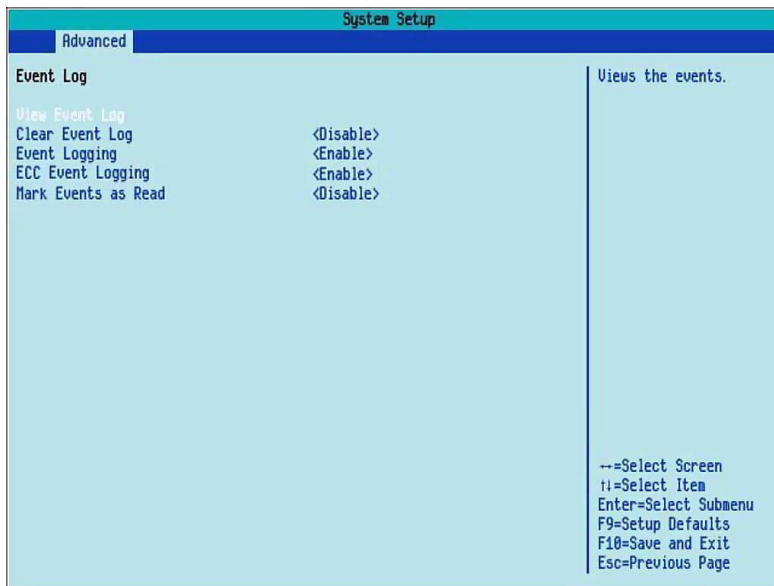 System Setup
Advanced
Event Log
Views the events.
View Event Log
Clear Event Log <Disable>
Event Logging <Enable>
ECC Event Logging <Enable>
Mark Events as Read <Disable>
↔=Select Screen
↑↓=Select Item
Enter=Select Submenu
F9=Setup Defaults
F10=Save and Exit
Esc=Previous Page